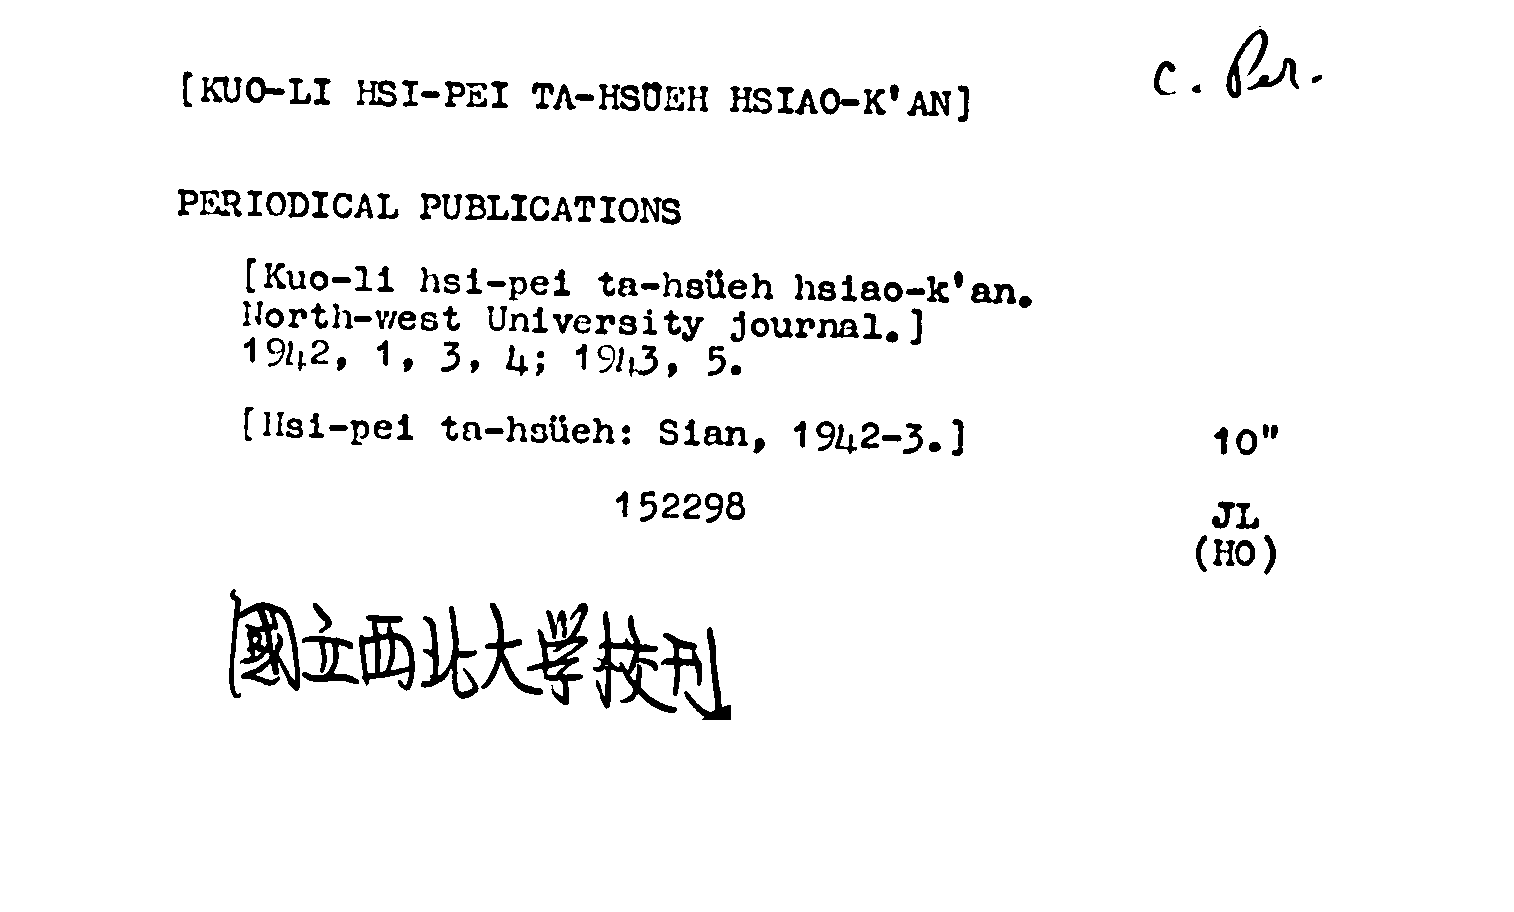 [KUO-LI HSI-PEI TA-HSÜEH HSIAO-K'AN]
C. Per.
PERIODICAL PUBLICATIONS
[Kuo-li hsi-pei ta-hsüeh hsiao-k'an.
North-west University journal.]
1942, 1, 3, 4; 1943, 5.
[Hsi-pei ta-hsüeh: Sian, 1942-3.]
10"
152298
JL
(HO)
國立西北大学校刊